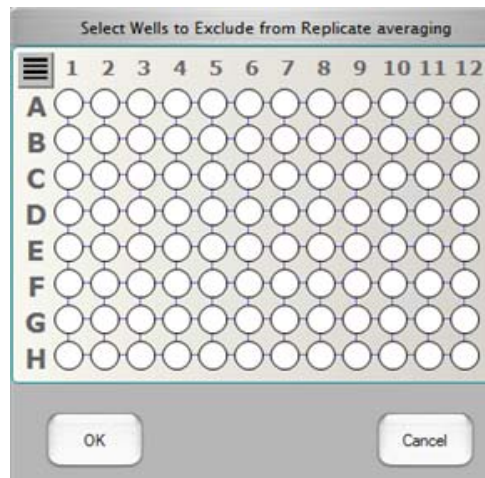 Select Wells to Exclude from Replicate averaging
1 2 3 4 5 6 7 8 9 10 11 12
A
B
C
D
E
F
G
H
OK Cancel